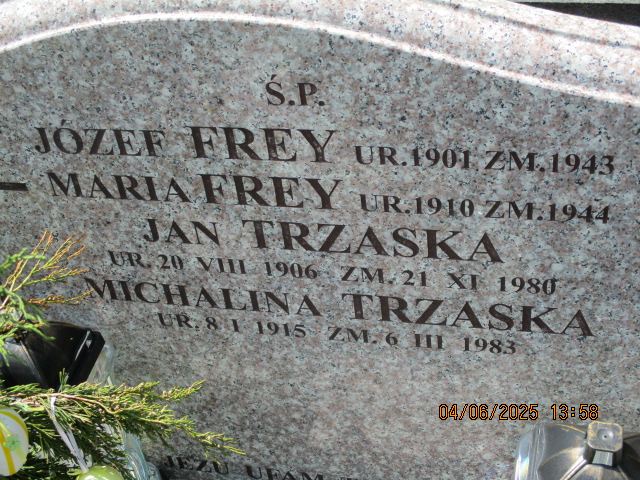 Ś.P.
JÓZEF FREY UR.1901 ZM.1943
MARIA FREY UR.1910 ZM.1944
JAN TRZASKA
UR. 20 VIII 1906 ZM. 21 XI 1980
MICHALINA TRZASKA
UR. 8 I 1915 ZM. 6 III 1983
JEZU UFAM
04/06/2025 13:58